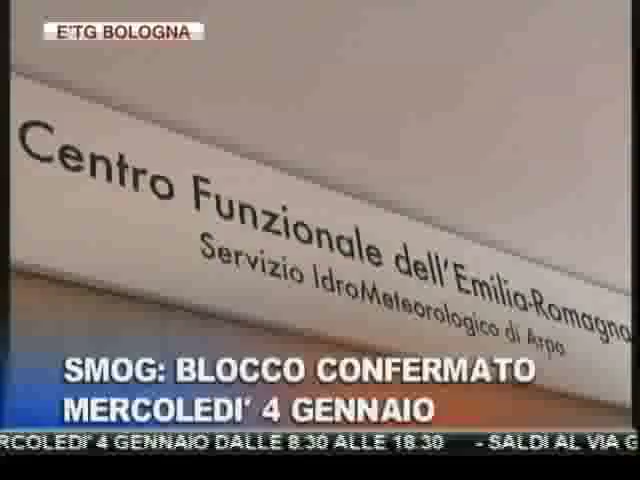 E'TG BOLOGNA
Centro Funzionale dell'Emilia-Romagna
Servizio IdroMeteorologico di Arpa
SMOG: BLOCCO CONFERMATO
MERCOLEDI' 4 GENNAIO
RCOLEDI' 4 GENNAIO DALLE 8.30 ALLE 18.30 - SALDI AL VIA G